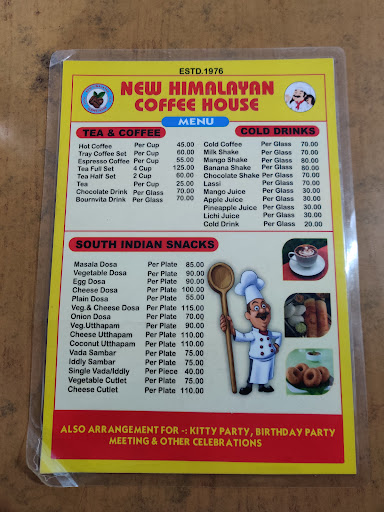 ESTD.1976
NEW HIMALAYAN
COFFEE HOUSE
MENU
TEA & COFFEE
Hot Coffee Per Cup 45.00
Tray Coffee Set Per Cup 60.00
Espresso Coffee Per Cup 55.00
Tea Full Set 4 Cup 125.00
Tea Half Set 2 Cup 60.00
Tea Per Cup 25.00
Chocolate Drink Per Glass 70.00
Bournvita Drink Per Glass 70.00
COLD DRINKS
Cold Coffee Per Glass 70.00
Milk Shake Per Glass 70.00
Mango Shake Per Glass 80.00
Banana Shake Per Glass 80.00
Chocolate Shake Per Glass 70.00
Lassi Per Glass 70.00
Mango Juice Per Glass 30.00
Apple Juice Per Glass 30.00
Pineapple Juice Per Glass 30.00
Lichi Juice Per Glass 30.00
Cold Drink Per Glass 20.00
SOUTH INDIAN SNACKS
Masala Dosa Per Plate 85.00
Vegetable Dosa Per Plate 90.00
Egg Dosa Per Plate 90.00
Cheese Dosa Per Plate 100.00
Plain Dosa Per Plate 55.00
Veg.& Cheese Dosa Per Plate 115.00
Onion Dosa Per Plate 70.00
Veg.Utthapam Per Plate 90.00
Cheese Utthapam Per Plate 110.00
Coconut Utthapam Per Plate 110.00
Vada Sambar Per Plate 75.00
Iddly Sambar Per Plate 75.00
Single Vada/Iddly Per Piece 40.00
Vegetable Cutlet Per Plate 75.00
Cheese Cutlet Per Plate 110.00
ALSO ARRANGEMENT FOR -: KITTY PARTY, BIRTHDAY PARTY
MEETING & OTHER CELEBRATIONS